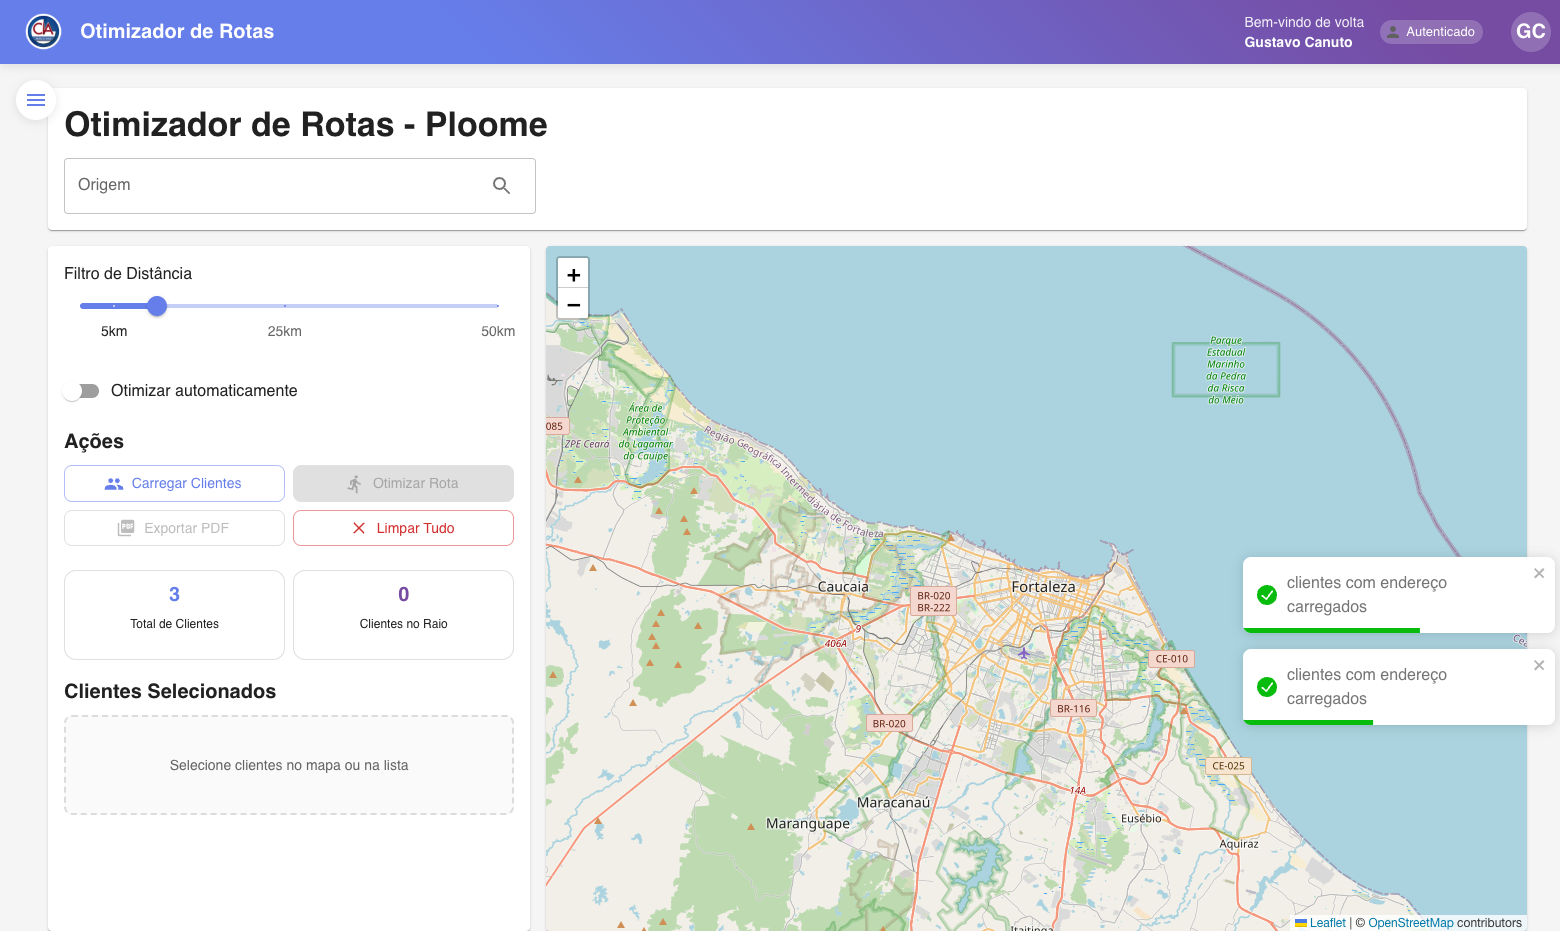 CA
Otimizador de Rotas
Bem-vindo de volta
Gustavo Canuto
Autenticado
GC
Otimizador de Rotas - Ploome
Origem
Filtro de Distância
5km
25km
50km
Otimizar automaticamente
Ações
Carregar Clientes
Otimizar Rota
PDF
Exportar PDF
Limpar Tudo
3
Total de Clientes
0
Clientes no Raio
Clientes Selecionados
Selecione clientes no mapa ou na lista
+
−
Parque
Estadual
Marinho
da Pedra
da Risca
do Meio
085
ZPE Ceará
Área de
Proteção
Ambiental
do Lagamar
do Cauípe
Região Geográfica Intermediária de Fortaleza
Caucaia
BR-020
BR-222
Fortaleza
9
406A
CE-010
BR-116
BR-020
CE-025
14A
Maracanaú
Maranguape
Eusébio
Aquiraz
Itaitinga
clientes com endereço
carregados
clientes com endereço
carregados
Leaflet | © OpenStreetMap contributors